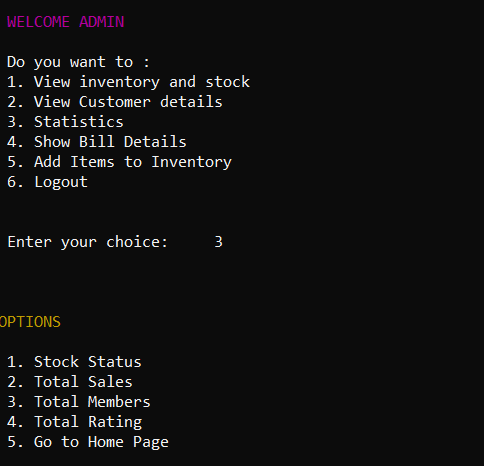 WELCOME ADMIN
Do you want to :
1. View inventory and stock
2. View Customer details
3. Statistics
4. Show Bill Details
5. Add Items to Inventory
6. Logout
Enter your choice: 3
OPTIONS
1. Stock Status
2. Total Sales
3. Total Members
4. Total Rating
5. Go to Home Page